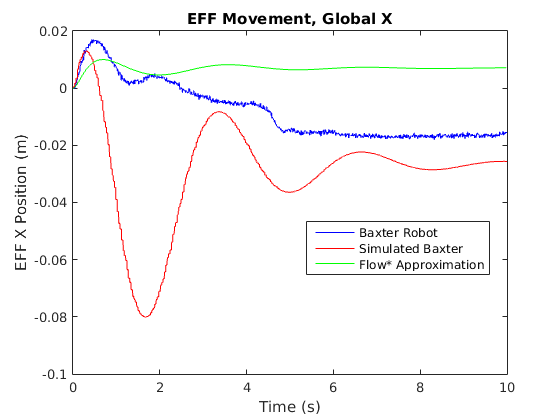 EFF Movement, Global X
0.02
0
-0.02
-0.04
-0.06
-0.08
-0.1
EFF X Position (m)
Baxter Robot
Simulated Baxter
Flow* Approximation
0 2 4 6 8 10
Time (s)